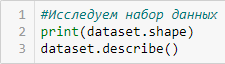 1 #Исследуем набор данных
2 print(dataset.shape)
3 dataset.describe()